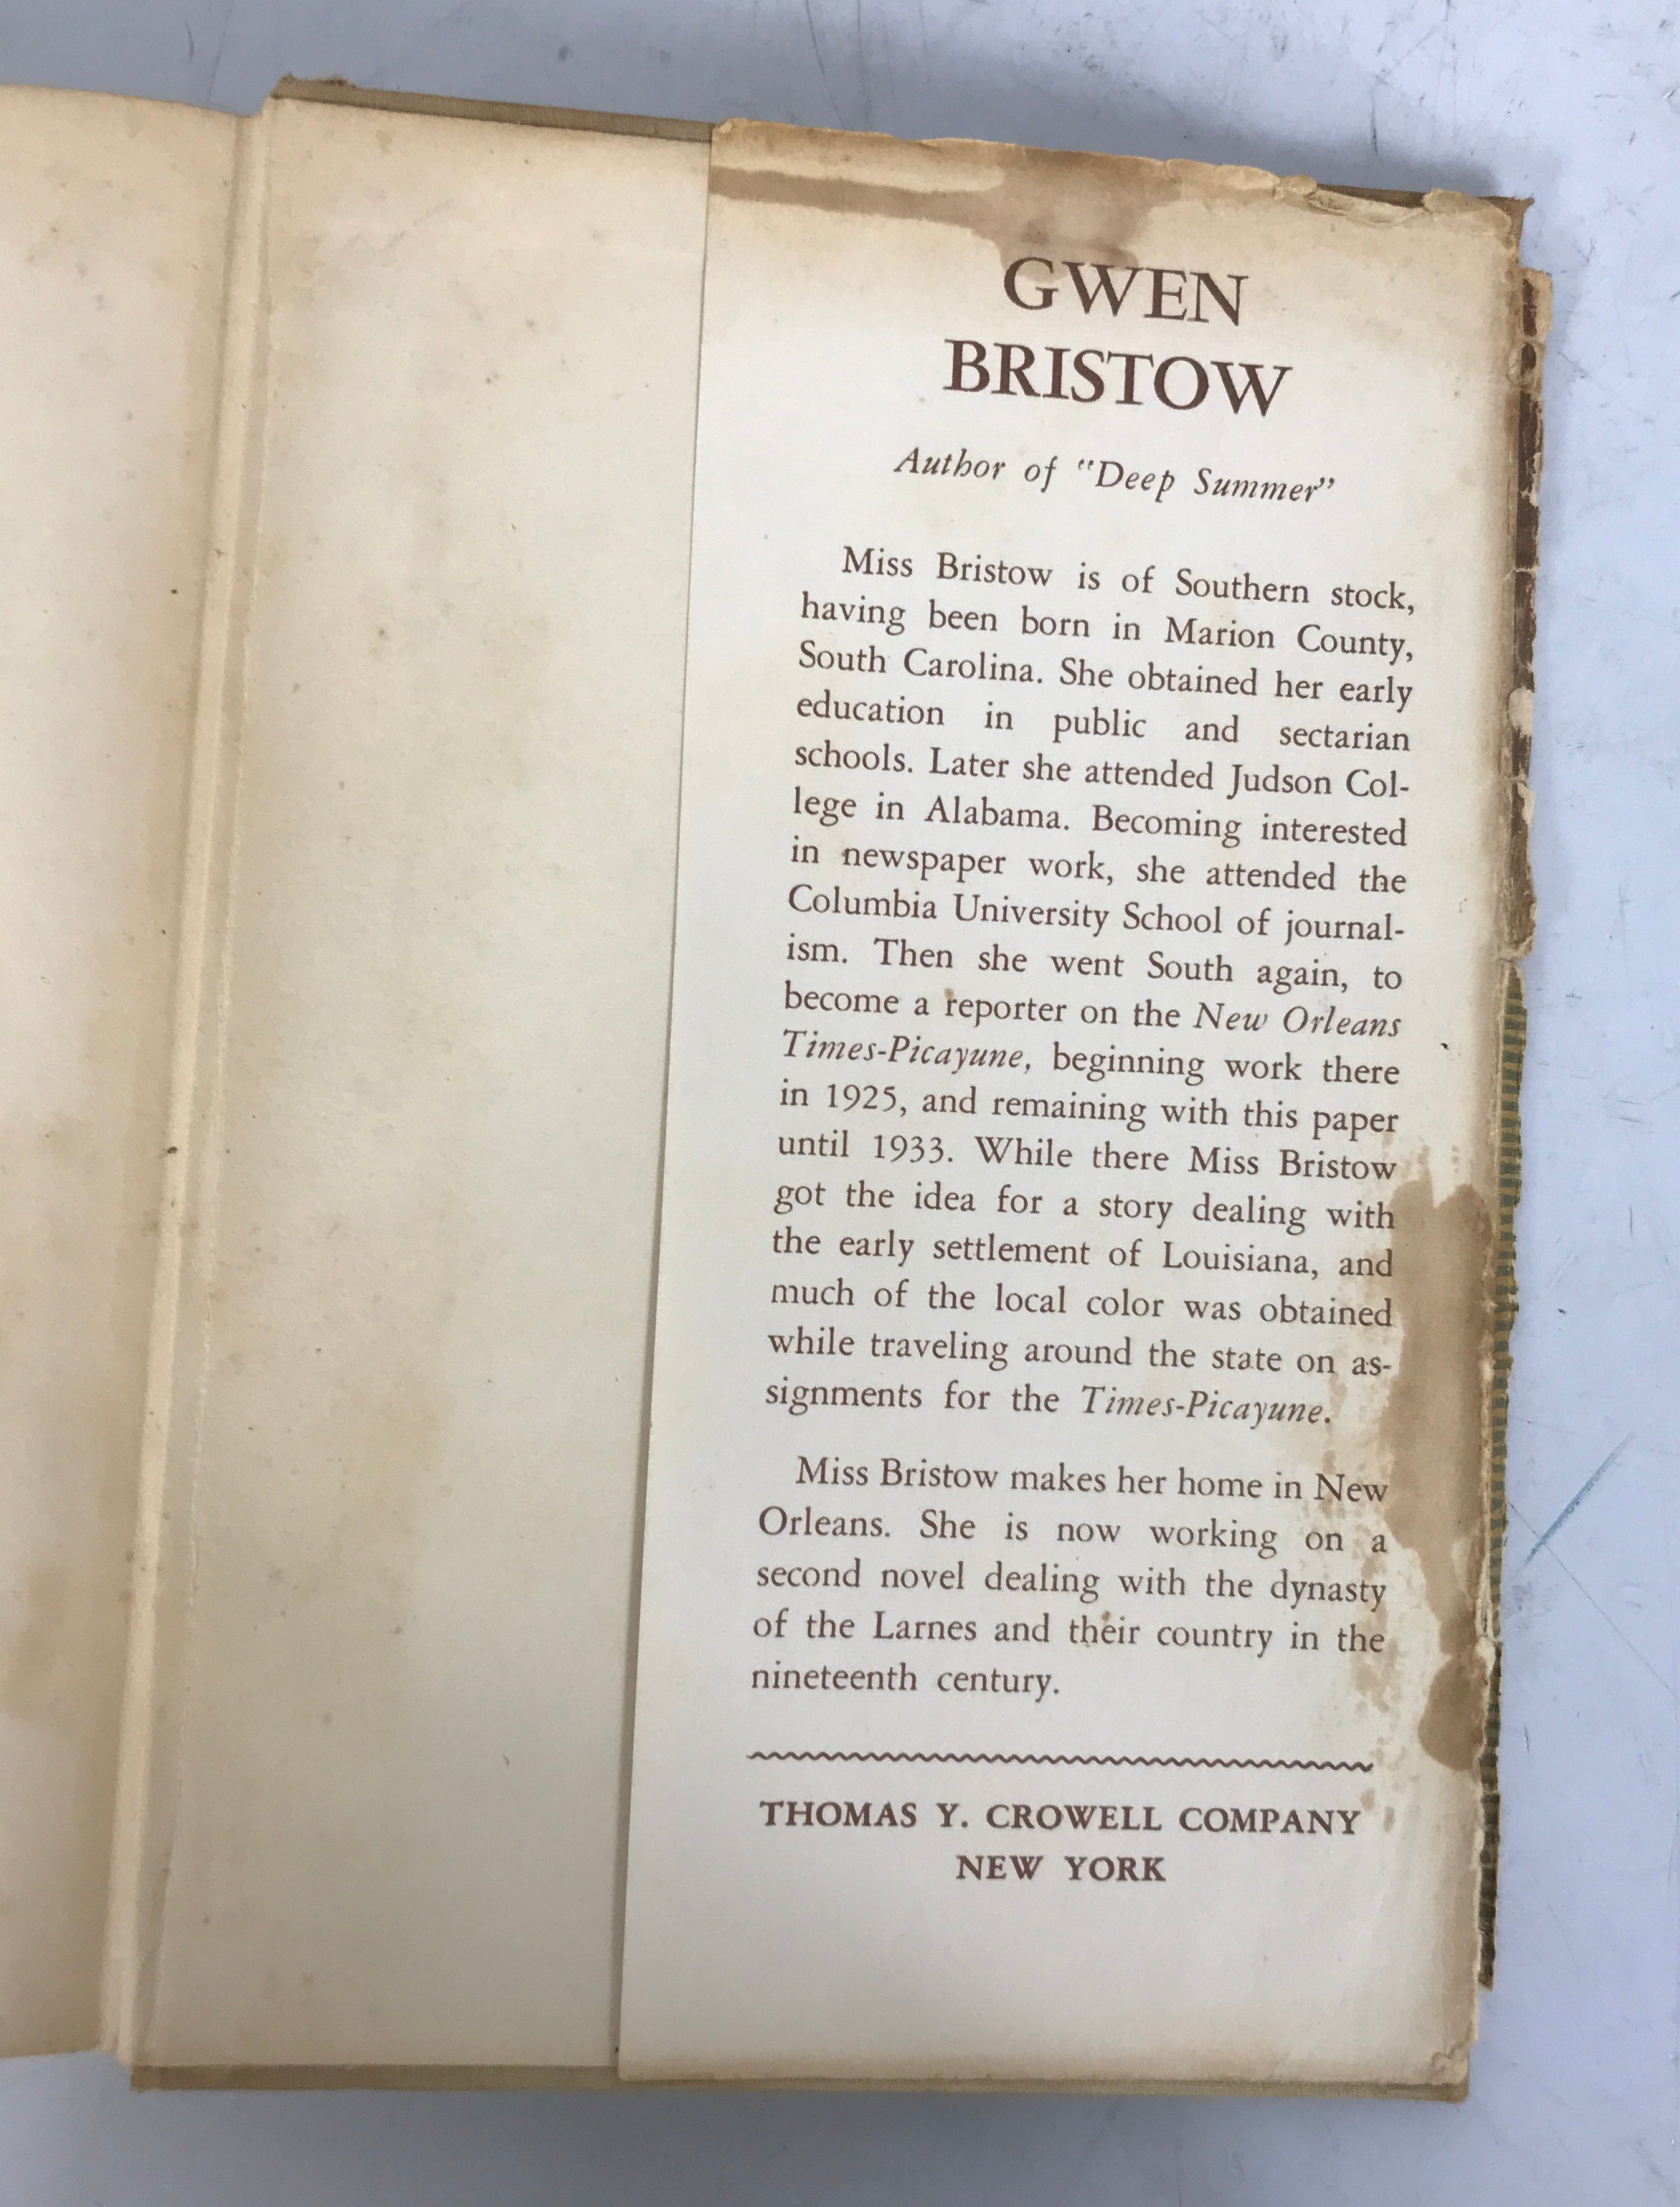 GWEN
BRISTOW
Author of "Deep Summer"
Miss Bristow is of Southern stock,
having been born in Marion County,
South Carolina. She obtained her early
education in public and sectarian
schools. Later she attended Judson Col-
lege in Alabama. Becoming interested
in newspaper work, she attended the
Columbia University School of journal-
ism. Then she went South again, to
become a reporter on the New Orleans
Times-Picayune, beginning work there
in 1925, and remaining with this paper
until 1933. While there Miss Bristow
got the idea for a story dealing with
the early settlement of Louisiana, and
much of the local color was obtained
while traveling around the state on as-
signments for the Times-Picayune.
Miss Bristow makes her home in New
Orleans. She is now working on a
second novel dealing with the dynasty
of the Larnes and their country in the
nineteenth century.
THOMAS Y. CROWELL COMPANY
NEW YORK